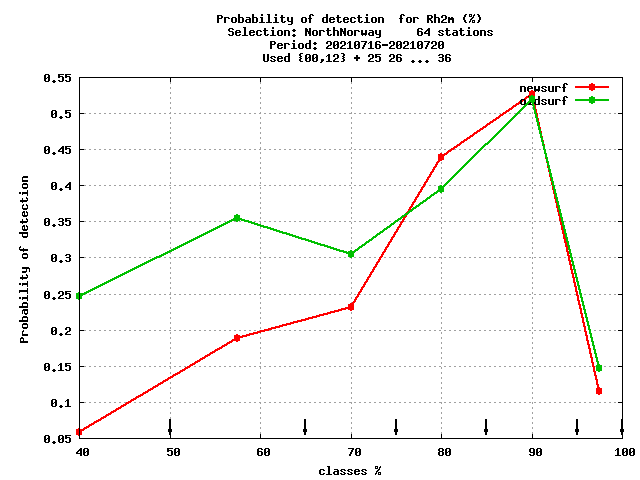 Probability of detection  for Rh2m (%)
Selection: NorthNorway     64 stations
Period: 20210716-20210720
Used {00,12} + 25 26 ... 36
newsurf
oldsurf
0.55
0.5
0.45
0.4
0.35
0.3
0.25
0.2
0.15
0.1
0.05
Probability of detection
40 50 60 70 80 90 100
classes %